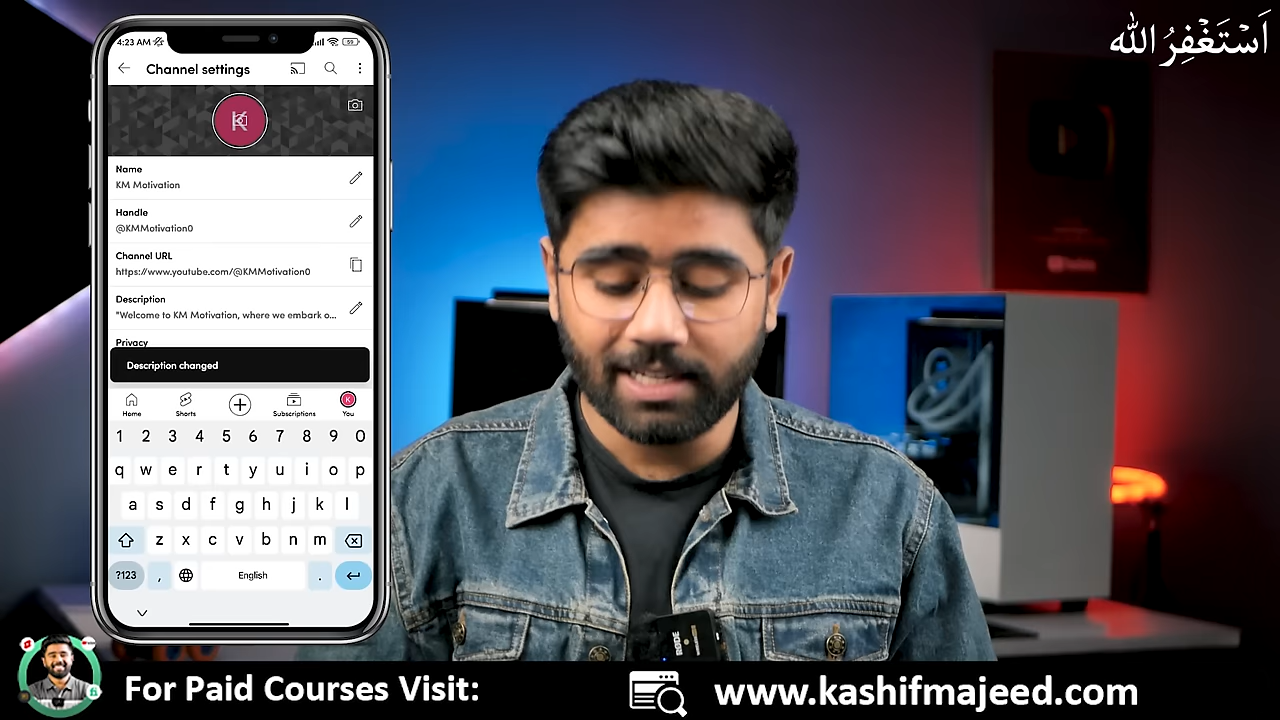 4:23 AM
59
Channel settings
K
Name
KM Motivation
Handle
@KMMotivation0
Channel URL
https://www.youtube.com/@KMMotivation0
Description
"Welcome to KM Motivation, where we embark o...
Privacy
Description changed
Home
Shorts
Subscriptions
K
You
1 2 3 4 5 6 7 8 9 0
q w e r t y u i o p
a s d f g h j k l
z x c v b n m
?123 , English .
اَسْتَغْفِرُ اللّٰه
RODE
For Paid Courses Visit:
www.kashifmajeed.com